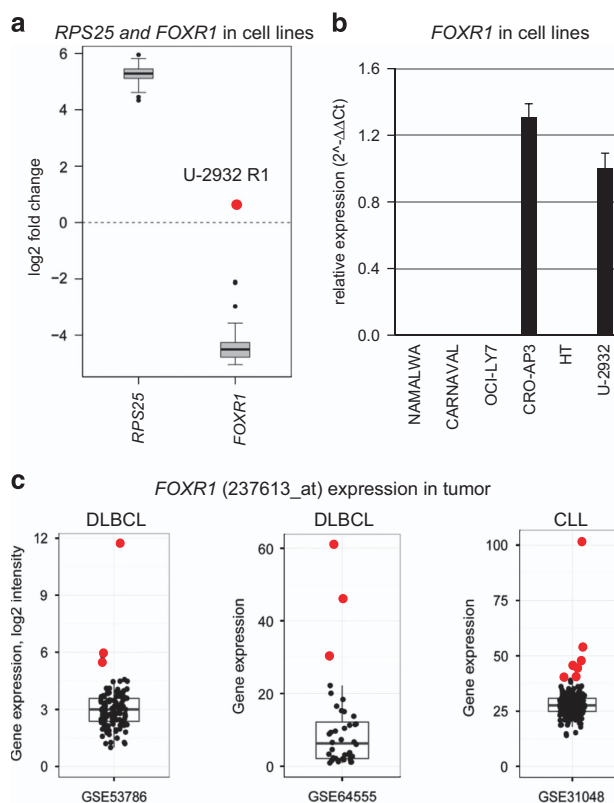 a
RPS25 and FOXR1 in cell lines
log2 fold change
6
4
2
0
−2
−4
U-2932 R1
RPS25
FOXR1
b
FOXR1 in cell lines
relative expression (2^-ΔΔCt)
1.6
1.2
0.8
0.4
0.0
NAMALWA
CARNAVAL
OCI-LY7
CRO-AP3
HT
U-2932
c
FOXR1 (237613_at) expression in tumor
DLBCL
Gene expression, log2 intensity
12
9
6
3
0
GSE53786
DLBCL
Gene expression
60
40
20
0
GSE64555
CLL
Gene expression
100
75
50
25
0
GSE31048